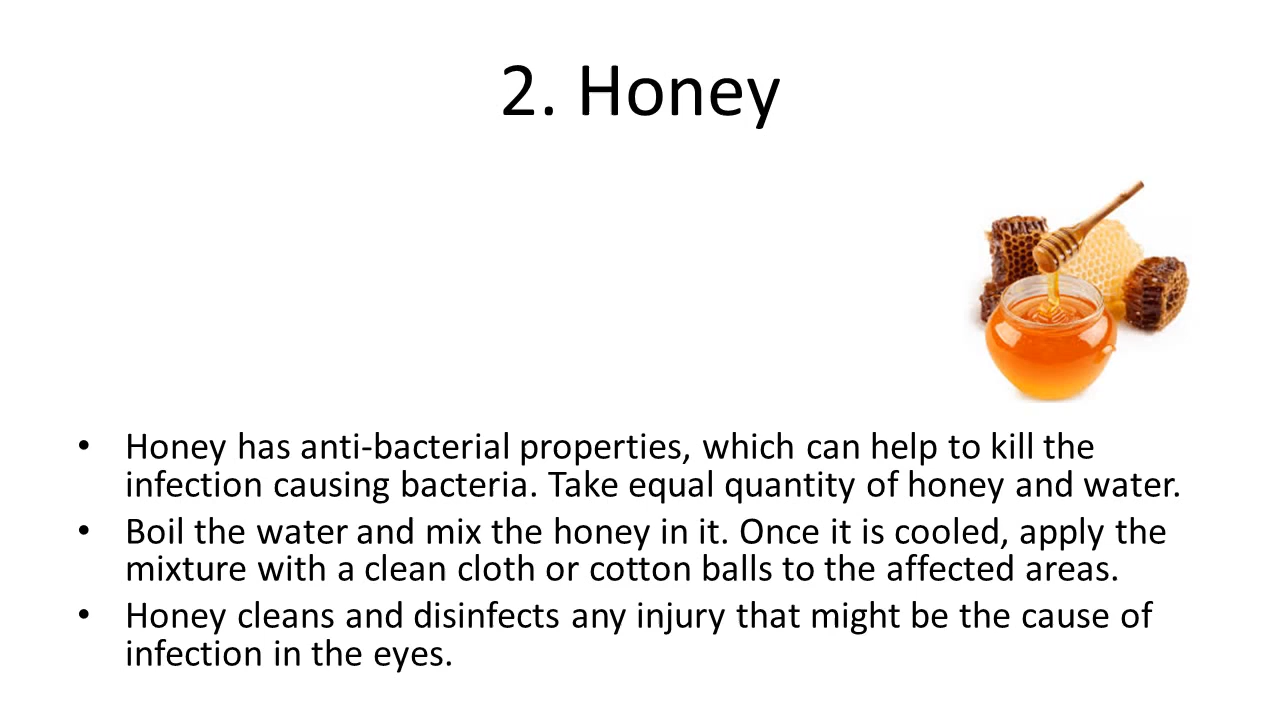 2. Honey
• Honey has anti-bacterial properties, which can help to kill the
infection causing bacteria. Take equal quantity of honey and water.
• Boil the water and mix the honey in it. Once it is cooled, apply the
mixture with a clean cloth or cotton balls to the affected areas.
• Honey cleans and disinfects any injury that might be the cause of
infection in the eyes.